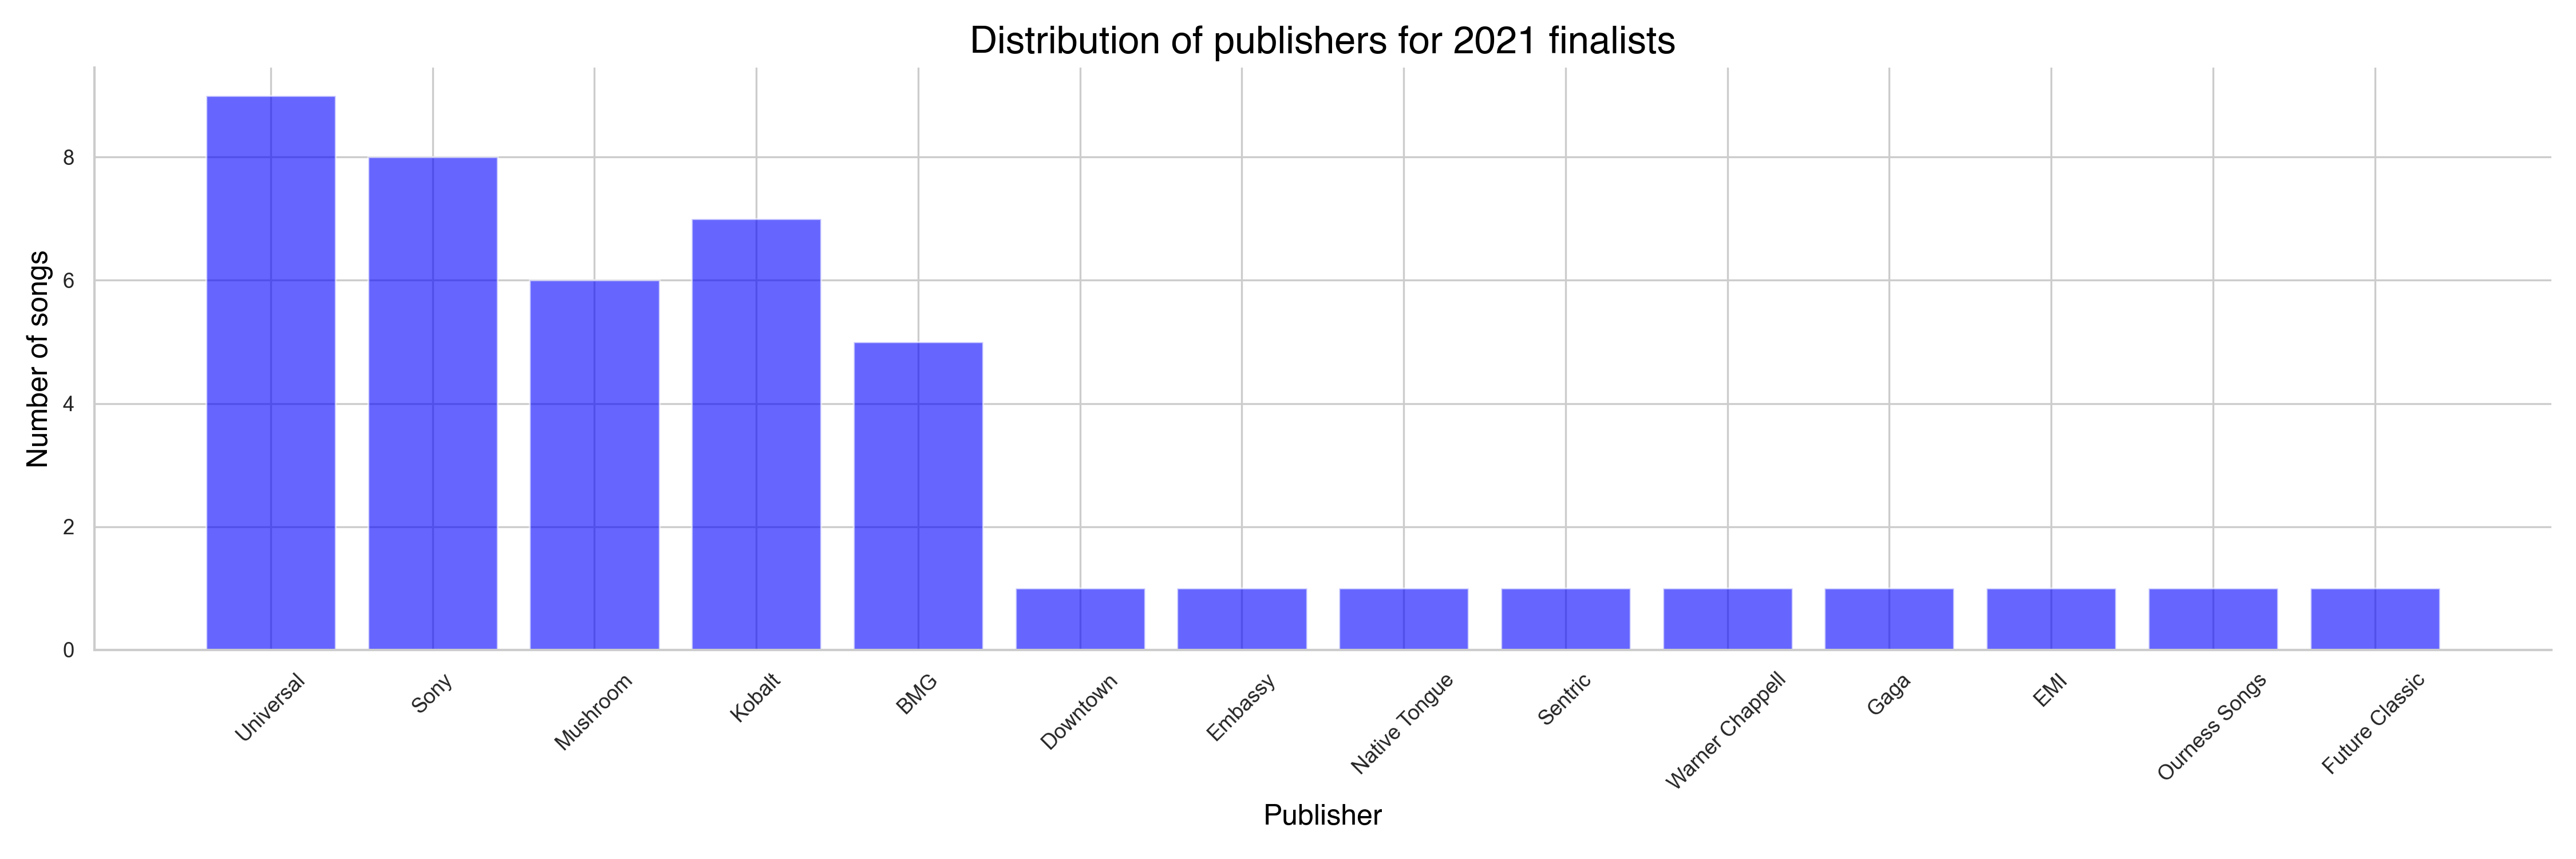 Distribution of publishers for 2021 finalists
Number of songs
8
6
4
2
0
Universal
Sony
Mushroom
Kobalt
BMG
Downtown
Embassy
Native Tongue
Sentric
Warner Chappell
Gaga
EMI
Ourness Songs
Future Classic
Publisher